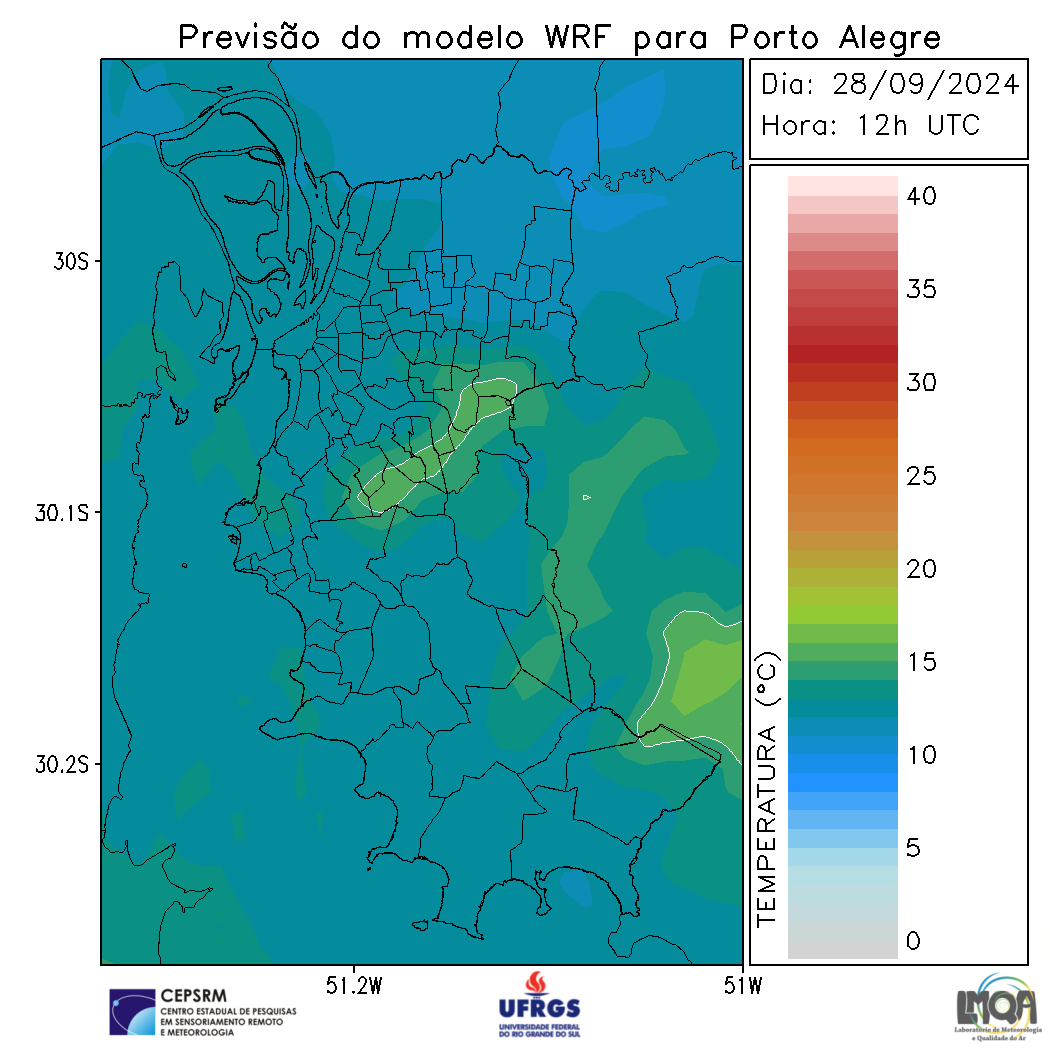 Previsão do modelo WRF para Porto Alegre
Dia: 28/09/2024
Hora: 12h UTC
30S
30.1S
30.2S
51.2W
51W
TEMPERATURA (°C)
40
35
30
25
20
15
10
5
0
CEPSRM
CENTRO ESTADUAL DE PESQUISAS
EM SENSORIAMENTO REMOTO
E METEOROLOGIA
UFRGS
UNIVERSIDADE FEDERAL
DO RIO GRANDE DO SUL
LMQA
Laboratório de Meteorologia
e Qualidade do Ar